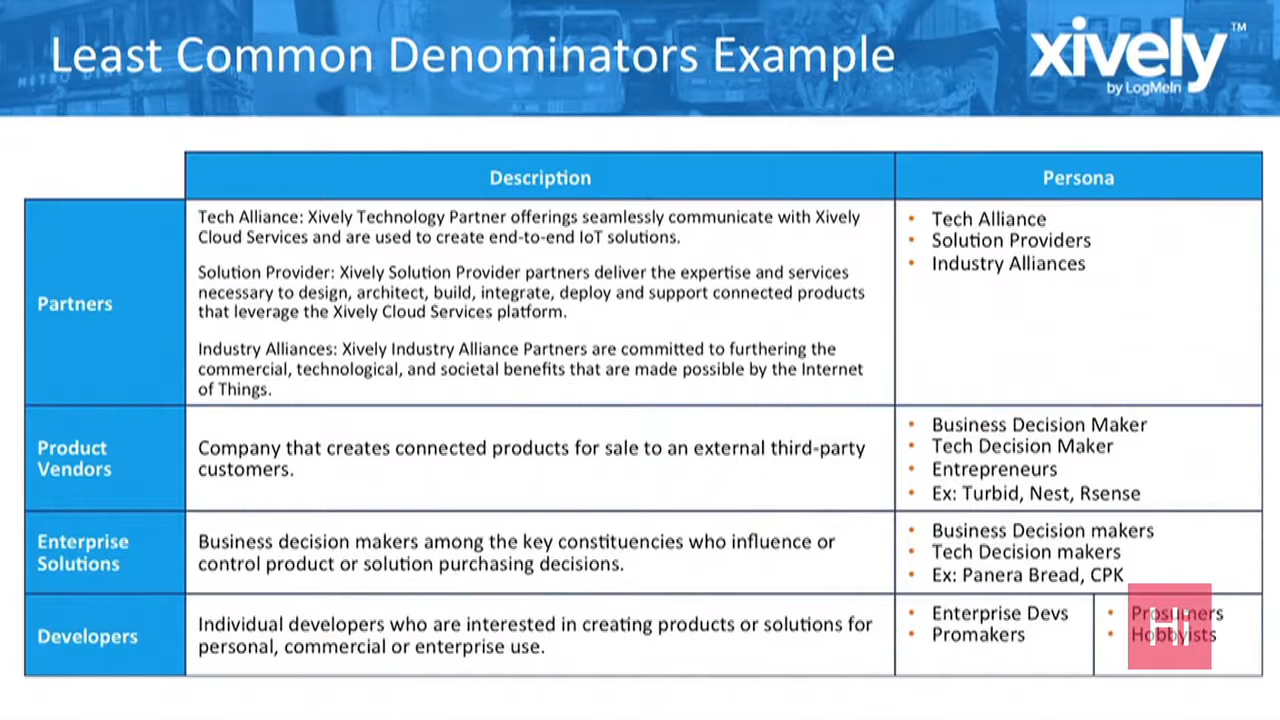 Least Common Denominators Example
xively™
by LogMeIn
Description
Persona
Partners
Tech Alliance: Xively Technology Partner offerings seamlessly communicate with Xively
Cloud Services and are used to create end-to-end IoT solutions.
Solution Provider: Xively Solution Provider partners deliver the expertise and services
necessary to design, architect, build, integrate, deploy and support connected products
that leverage the Xively Cloud Services platform.
Industry Alliances: Xively Industry Alliance Partners are committed to furthering the
commercial, technological, and societal benefits that are made possible by the Internet
of Things.
• Tech Alliance
• Solution Providers
• Industry Alliances
Product
Vendors
Company that creates connected products for sale to an external third-party
customers.
• Business Decision Maker
• Tech Decision Maker
• Entrepreneurs
• Ex: Turbid, Nest, Rsense
Enterprise
Solutions
Business decision makers among the key constituencies who influence or
control product or solution purchasing decisions.
• Business Decision makers
• Tech Decision makers
• Ex: Panera Bread, CPK
Developers
Individual developers who are interested in creating products or solutions for
personal, commercial or enterprise use.
• Enterprise Devs
• Promakers
• Prosumers
• Hobbyists
Hi